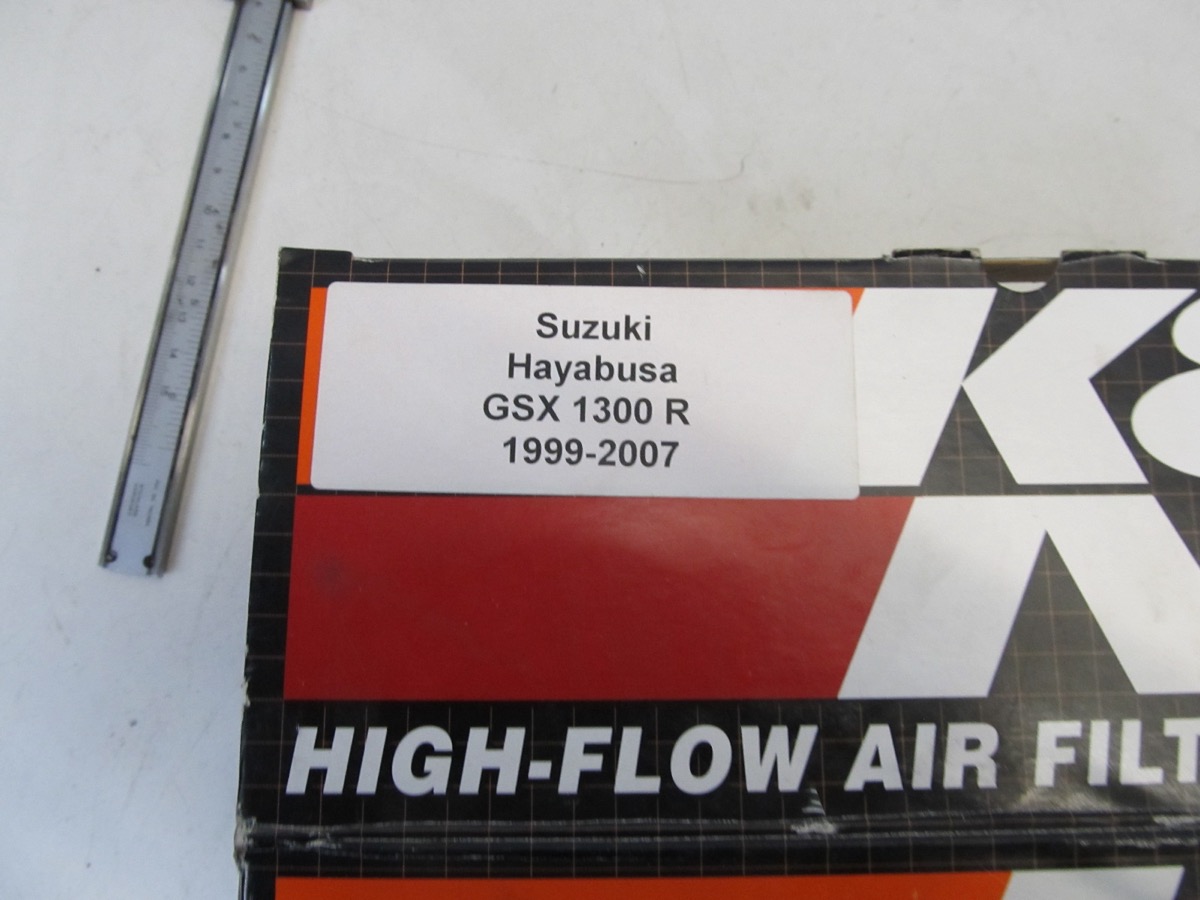 Suzuki
Hayabusa
GSX 1300 R
1999-2007
K&
HIGH-FLOW AIR FILT